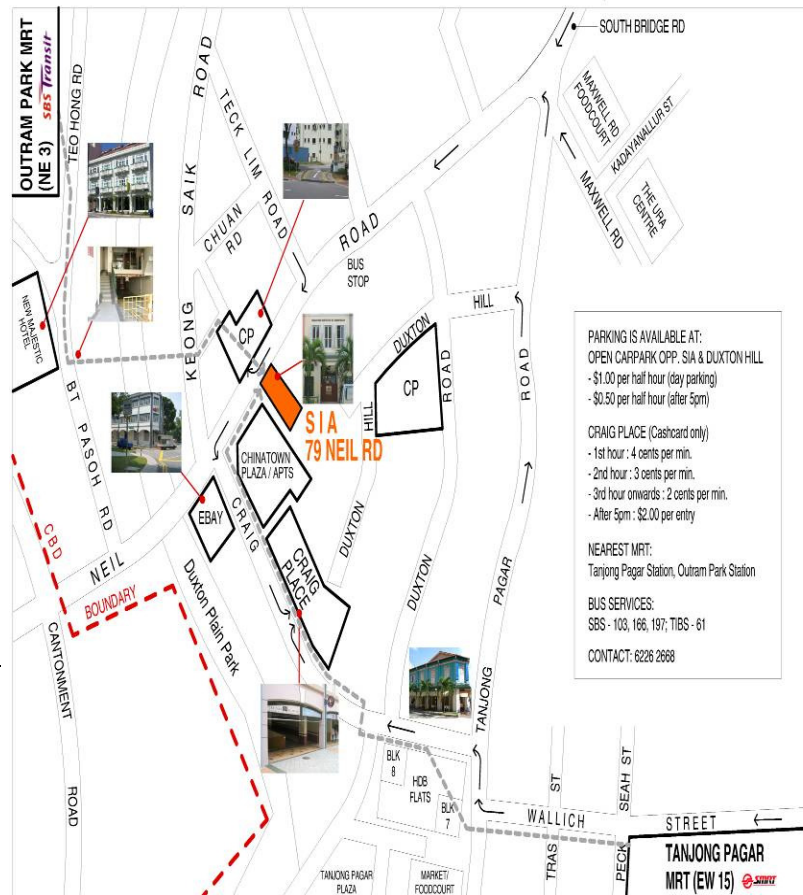 OUTRAM PARK MRT
(NE 3)
SBS Transit
TEO HONG RD
KEONG SAIK ROAD
TECK LIM ROAD
CHUAN
RD
SOUTH BRIDGE RD
MAXWELL RD
FOODCOURT
KADAYANALLUR ST
THE URA
CENTRE
MAXWELL RD
NEIL ROAD
BUS
STOP
NEW MAJESTIC
HOTEL
BT PASOH RD
CP
DUXTON HILL
CP
DUXTON HILL
DUXTON ROAD
TANJONG PAGAR ROAD
SIA
79 NEIL RD
CHINATOWN
PLAZA / APTS
EBAY
CRAIG
CRAIG
PLACE
CBD
BOUNDARY
Duxton Plain Park
CANTONMENT
ROAD
PARKING IS AVAILABLE AT:
OPEN CARPARK OPP. SIA & DUXTON HILL
- $1.00 per half hour (day parking)
- $0.50 per half hour (after 5pm)
CRAIG PLACE (Cashcard only)
- 1st hour : 4 cents per min.
- 2nd hour : 3 cents per min.
- 3rd hour onwards : 2 cents per min.
- After 5pm : $2.00 per entry
NEAREST MRT:
Tanjong Pagar Station, Outram Park Station
BUS SERVICES:
SBS - 103, 166, 197; TIBS - 61
CONTACT: 6226 2668
BLK
8
HDB
FLATS
BLK
7
TRAS ST
PECK SEAH ST
WALLICH STREET
TANJONG PAGAR
PLAZA
MARKET/
FOODCOURT
TANJONG PAGAR
MRT (EW 15)
SMRT